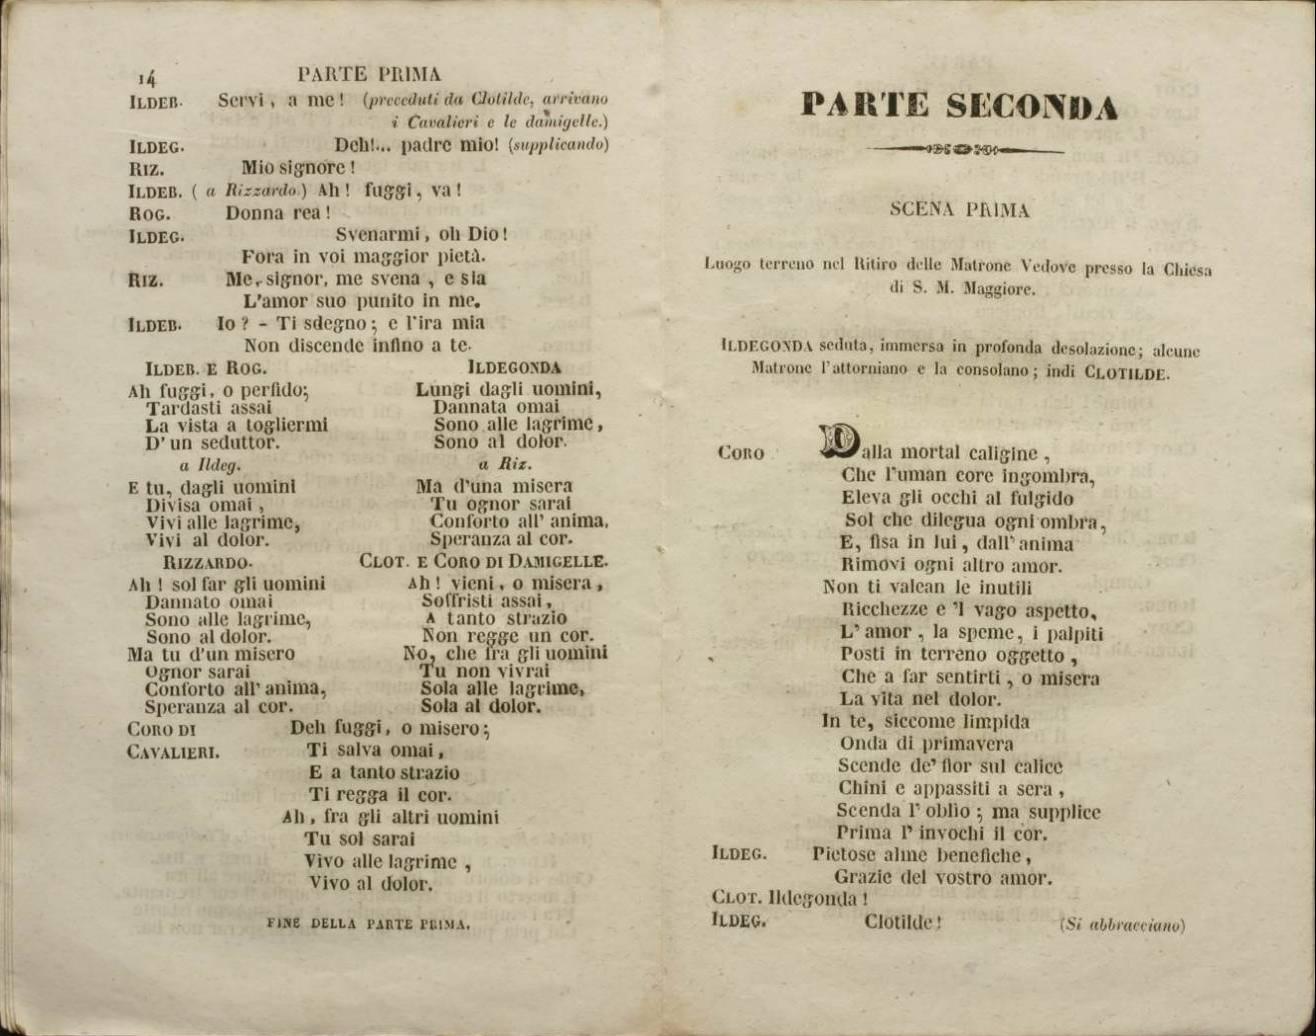 14 PARTE PRIMA
ILDEB. Servi, a me! (preceduti da Clotilde, arrivano
i Cavalieri e le damigelle.)
ILDEG. Deh!... padre mio! (supplicando)
RIZ. Mio signore!
ILDEB. (a Rizzardo.) Ah! fuggi, va!
ROG. Donna rea!
ILDEG. Svenarmi, oh Dio!
Fora in voi maggior pietà.
RIZ. Me, signor, me svena, e sia
L'amor suo punito in me.
ILDEB. Io? - Ti sdegno; e l'ira mia
Non discende infino a te.
ILDEB. E ROG.
Ah fuggi, o perfido;
Tardasti assai
La vista a togliermi
D'un seduttor.
a Ildeg.
E tu, dagli uomini
Divisa omai,
Vivi alle lagrime,
Vivi al dolor.
ILDEGONDA
Lungi dagli uomini,
Dannata omai
Sono alle lagrime,
Sono al dolor.
a Riz.
Ma d'una misera
Tu ognor sarai
Conforto all'anima,
Speranza al cor.
RIZZARDO.
Ah! sol far gli uomini
Dannato omai
Sono alle lagrime,
Sono al dolor.
Ma tu d'un misero
Ognor sarai
Conforto all'anima,
Speranza al cor.
CLOT. E CORO DI DAMIGELLE.
Ah! vieni, o misera,
Soffristi assai,
A tanto strazio
Non regge un cor.
No, che fra gli uomini
Tu non vivrai
Sola alle lagrime,
Sola al dolor.
CORO DI Deh fuggi, o misero;
CAVALIERI. Ti salva omai,
E a tanto strazio
Ti regga il cor.
Ah, fra gli altri uomini
Tu sol sarai
Vivo alle lagrime,
Vivo al dolor.
FINE DELLA PARTE PRIMA.
PARTE SECONDA
SCENA PRIMA
Luogo terreno nel Ritiro delle Matrone Vedove presso la Chiesa
di S. M. Maggiore.
ILDEGONDA seduta, immersa in profonda desolazione; alcune
Matrone l'attorniano e la consolano; indi CLOTILDE.
CORO Dalla mortal caligine,
Che l'uman core ingombra,
Eleva gli occhi al fulgido
Sol che dilegua ogni ombra,
E, fisa in lui, dall'anima
Rimovi ogni altro amor.
Non ti valean le inutili
Ricchezze e 'l vago aspetto,
L'amor, la speme, i palpiti
Posti in terreno oggetto,
Che a far sentirti, o misera
La vita nel dolor.
In te, siccome limpida
Onda di primavera
Scende de' fior sul calice
Chini e appassiti a sera,
Scenda l'oblio; ma supplice
Prima l'invochi il cor.
ILDEG. Pietose alme benefiche,
Grazie del vostro amor.
CLOT. Ildegonda!
ILDEG. Clotilde! (Si abbracciano)